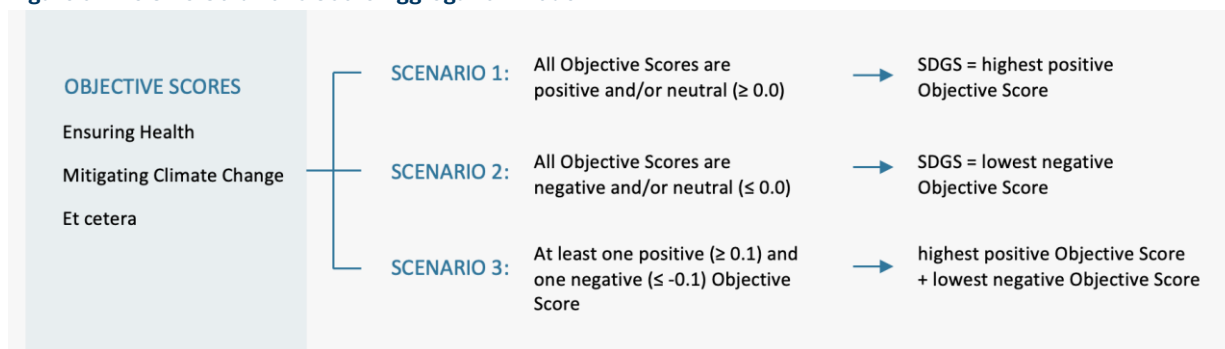 OBJECTIVE SCORES
Ensuring Health
Mitigating Climate Change
Et cetera
SCENARIO 1:
All Objective Scores are
positive and/or neutral (≥ 0.0)
SDGS = highest positive
Objective Score
SCENARIO 2:
All Objective Scores are
negative and/or neutral (≤ 0.0)
SDGS = lowest negative
Objective Score
SCENARIO 3:
At least one positive (≥ 0.1) and
one negative (≤ -0.1) Objective
Score
highest positive Objective Score
+ lowest negative Objective Score